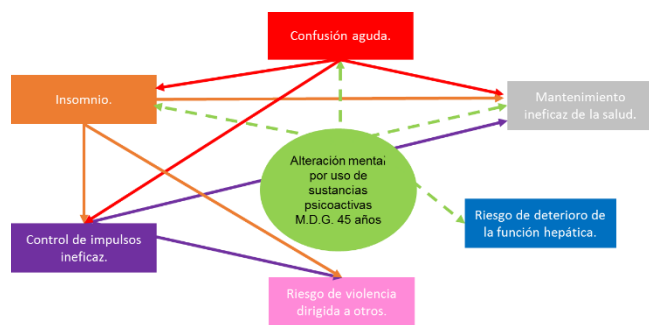 Confusión aguda.
Insomnio.
Mantenimiento
ineficaz de la salud.
Alteración mental
por uso de
sustancias
psicoactivas
M.D.G. 45 años
Riesgo de deterioro de
la función hepática.
Control de impulsos
ineficaz.
Riesgo de violencia
dirigida a otros.